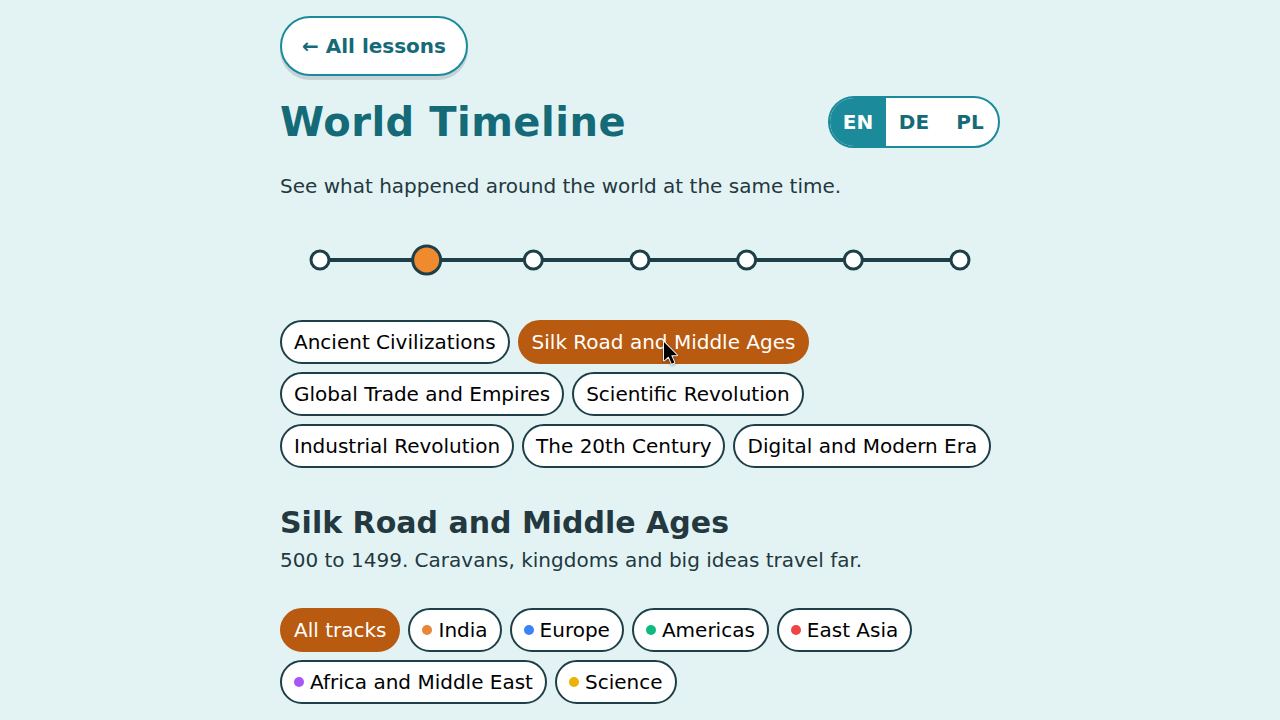 ← All lessons
World Timeline
EN DE PL
See what happened around the world at the same time.
Ancient Civilizations Silk Road and Middle Ages
Global Trade and Empires Scientific Revolution
Industrial Revolution The 20th Century Digital and Modern Era
Silk Road and Middle Ages
500 to 1499. Caravans, kingdoms and big ideas travel far.
All tracks India Europe Americas East Asia
Africa and Middle East Science